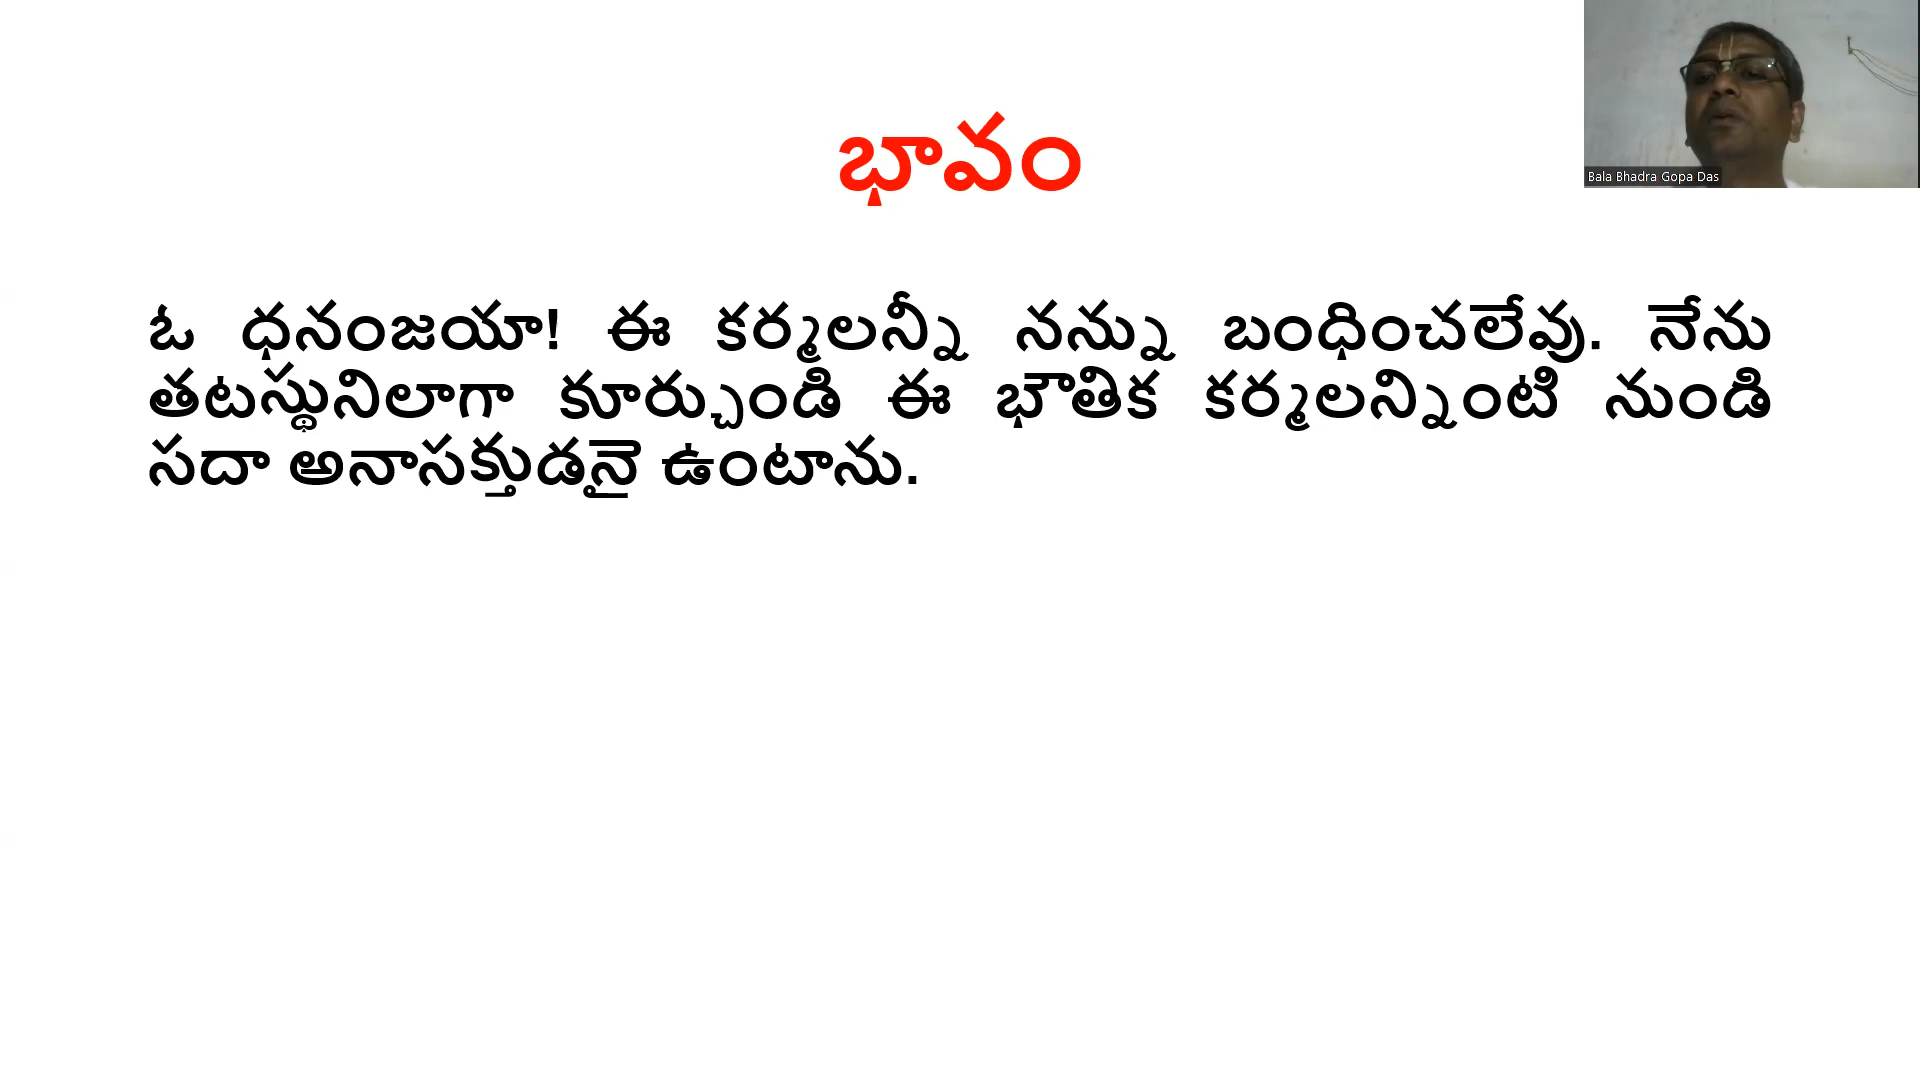 Bala Bhadra Gopa Das
భావం
ఓ ధనంజయా! ఈ కర్మలన్నీ నన్ను బంధించలేవు. నేను
తటస్థునిలాగా కూర్చుండి ఈ భౌతిక కర్మలన్నింటి నుండి
సదా అనాసక్తుడనై ఉంటాను.